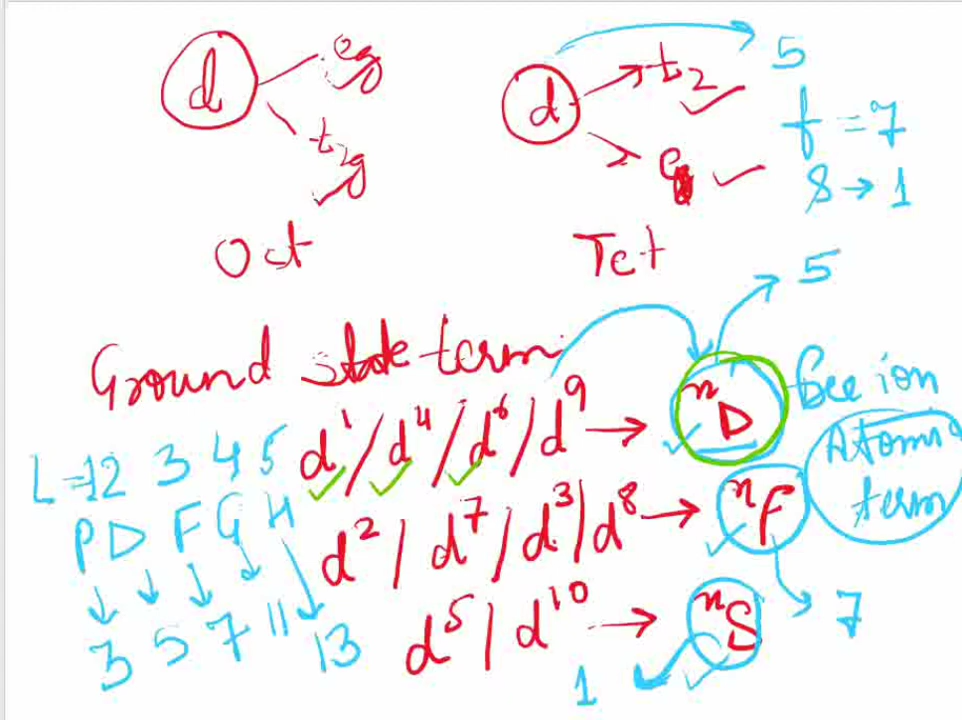 d eg t2g
Oct
d t2 e 5
Tet
f = 7
S → 1
Ground state term
d¹/d⁴/d⁶/d⁹ → ⁿD 5
free ion
Atomic term
d²/d⁷/d³/d⁸ → ⁿF 7
d⁵/d¹⁰ → ⁿS 1
L = 1 2 3 4 5
P D F G H
3 5 7 11 13